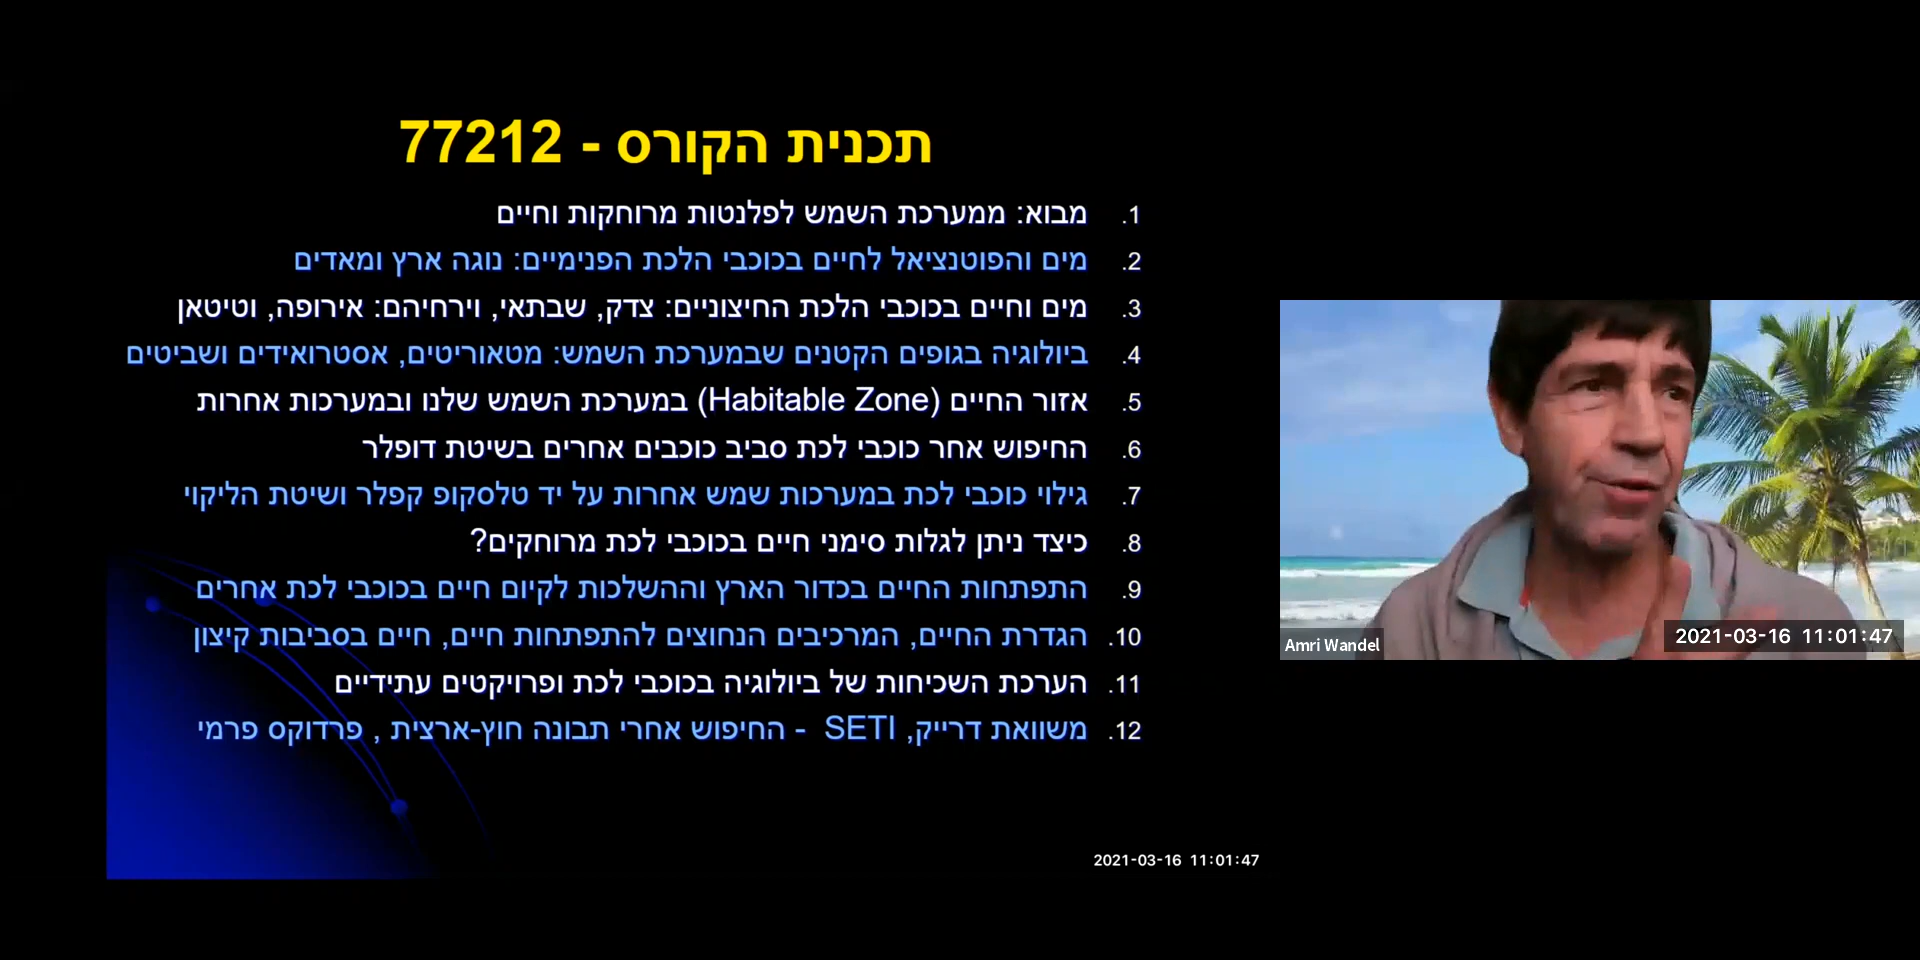 תכנית הקורס - 77212
1. מבוא: ממערכת השמש לפלנטות מרוחקות וחיים
2. מים והפוטנציאל לחיים בכוכבי הלכת הפנימיים: נוגה ארץ ומאדים
3. מים וחיים בכוכבי הלכת החיצוניים: צדק, שבתאי, וירחיהם: אירופה, וטיטאן
4. ביולוגיה בגופים הקטנים שבמערכת השמש: מטאוריטים, אסטרואידים ושביטים
5. אזור החיים (Habitable Zone) במערכת השמש שלנו ובמערכות אחרות
6. החיפוש אחר כוכבי לכת סביב כוכבים אחרים בשיטת דופלר
7. גילוי כוכבי לכת במערכות שמש אחרות על יד טלסקופ קפלר ושיטת הליקוי
8. כיצד ניתן לגלות סימני חיים בכוכבי לכת מרוחקים?
9. התפתחות החיים בכדור הארץ וההשלכות לקיום חיים בכוכבי לכת אחרים
10. הגדרת החיים, המרכיבים הנחוצים להתפתחות חיים, חיים בסביבות קיצון
11. הערכת השכיחות של ביולוגיה בכוכבי לכת ופרויקטים עתידיים
12. משוואת דרייק, SETI - החיפוש אחרי תבונה חוץ-ארצית , פרדוקס פרמי
2021-03-16 11:01:47
Amri Wandel
2021-03-16 11:01:47